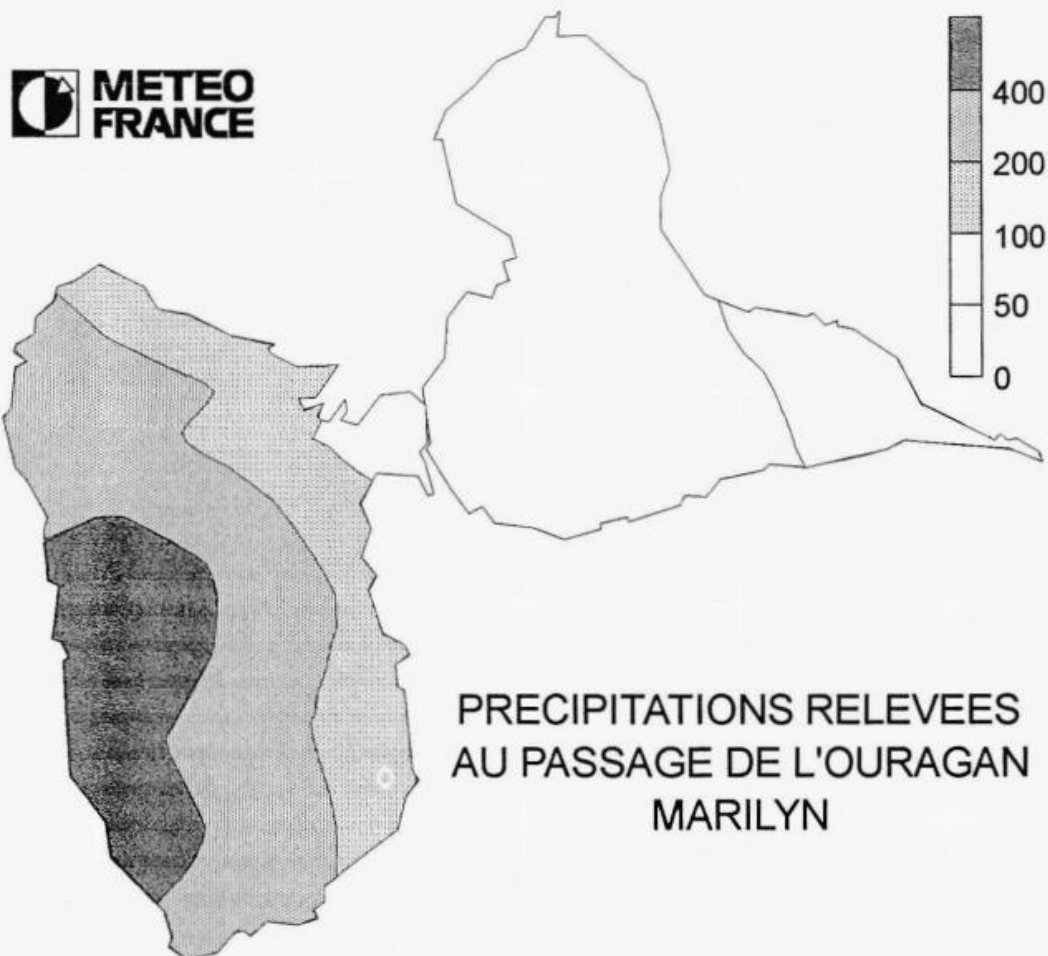 METEO
FRANCE
400
200
100
50
0
PRECIPITATIONS RELEVEES
AU PASSAGE DE L'OURAGAN
MARILYN